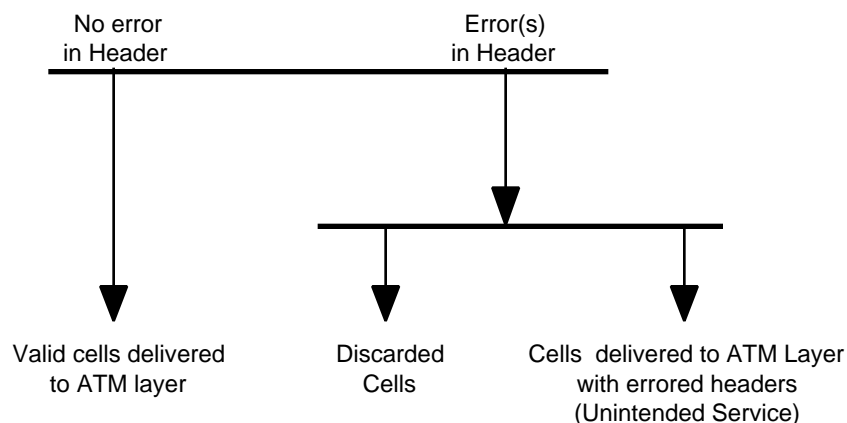 No error
in Header
Error(s)
in Header
Valid cells delivered
to ATM layer
Discarded
Cells
Cells delivered to ATM Layer
with errored headers
(Unintended Service)